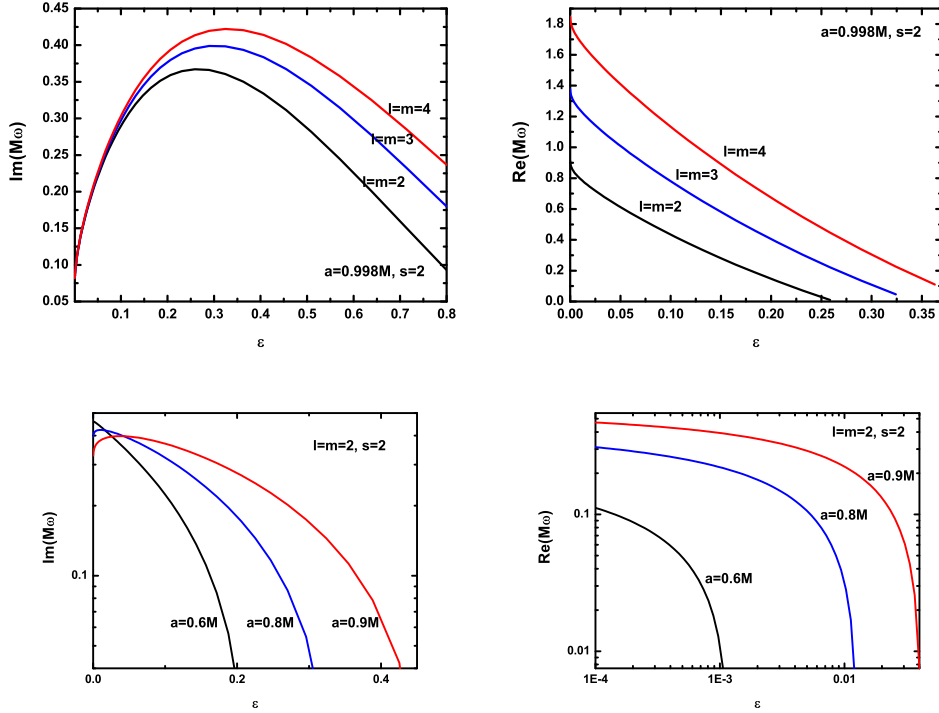 0.45
0.40
0.35
0.30
0.25
0.20
0.15
0.10
0.05
Im(Mω)
l=m=4
l=m=3
l=m=2
a=0.998M, s=2
0.1 0.2 0.3 0.4 0.5 0.6 0.7 0.8
ε
1.8
1.6
1.4
1.2
1.0
0.8
0.6
0.4
0.2
0.0
Re(Mω)
a=0.998M, s=2
l=m=4
l=m=3
l=m=2
0.00 0.05 0.10 0.15 0.20 0.25 0.30 0.35
ε
Im(Mω)
0.1
l=m=2, s=2
a=0.6M a=0.8M a=0.9M
0.0 0.2 0.4
ε
Re(Mω)
0.1
0.01
l=m=2, s=2
a=0.9M
a=0.8M
a=0.6M
1E-4 1E-3 0.01
ε